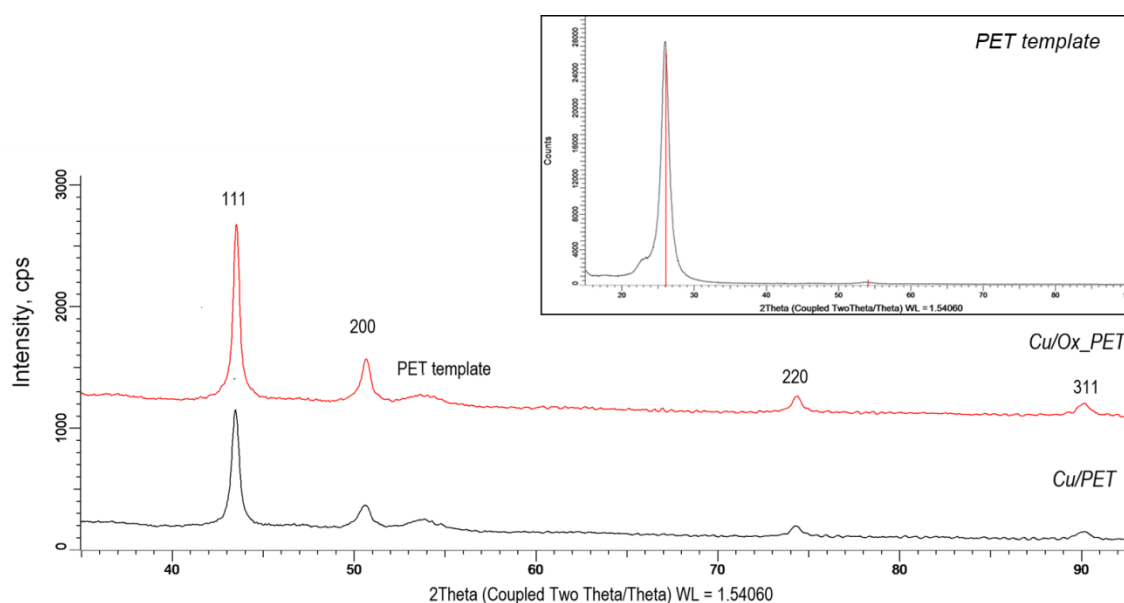 PET template
28000
24000
20000
16000
12000
8000
4000
0
Counts
20 30 40 50 60 70 80
2Theta (Coupled TwoTheta/Theta) WL = 1.54060
3000
2000
1000
0
Intensity, cps
111
200
PET template
220
311
Cu/Ox_PET
Cu/PET
40 50 60 70 80 90
2Theta (Coupled Two Theta/Theta) WL = 1.54060